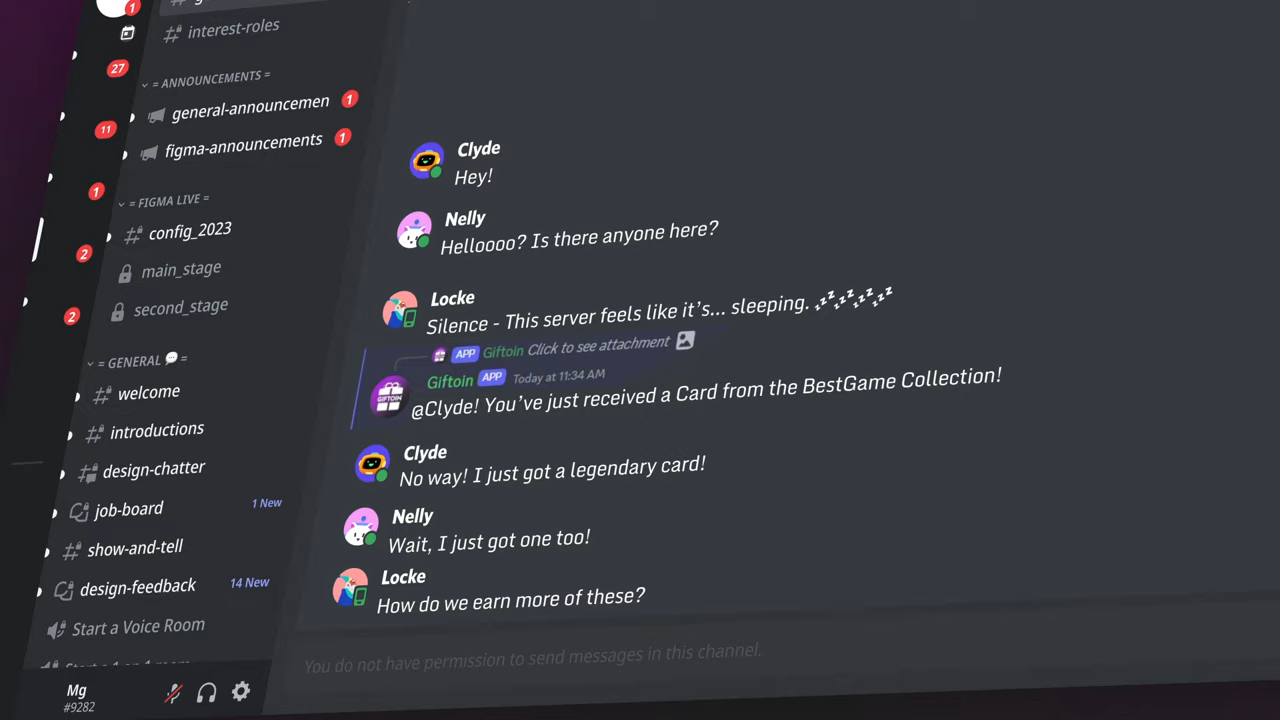 1
interest-roles
27
= ANNOUNCEMENTS =
general-announcemen 1
11
figma-announcements 1
1
= FIGMA LIVE =
config_2023
2
main_stage
second_stage
2
= GENERAL 💬 =
welcome
introductions
design-chatter
job-board 1 New
show-and-tell
design-feedback 14 New
Start a Voice Room
Mg
#9282
Clyde
Hey!
Nelly
Helloooo? Is there anyone here?
Locke
Silence - This server feels like it’s... sleeping. zzzzzzzzzzzz
APP Giftoin Click to see attachment
GIFTOIN
Giftoin APP Today at 11:34 AM
@Clyde! You’ve just received a Card from the BestGame Collection!
Clyde
No way! I just got a legendary card!
Nelly
Wait, I just got one too!
Locke
How do we earn more of these?
You do not have permission to send messages in this channel.